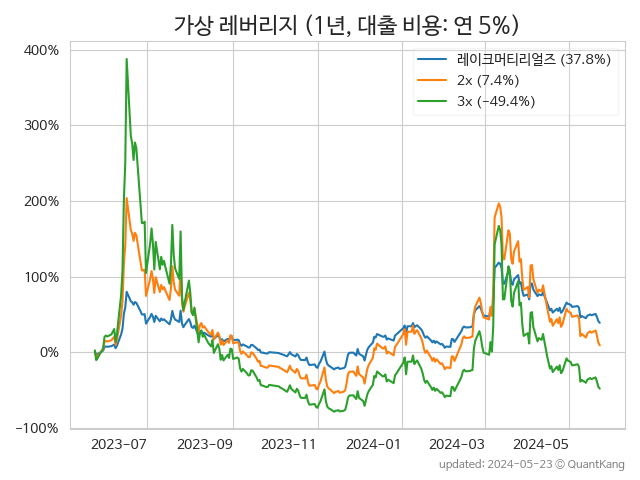 가상 레버리지 (1년, 대출 비용: 연 5%)
레이크머티리얼즈 (37.8%)
2x (7.4%)
3x (−49.4%)
400%
300%
200%
100%
0%
−100%
2023-07 2023-09 2023-11 2024-01 2024-03 2024-05
updated: 2024-05-23 © QuantKang